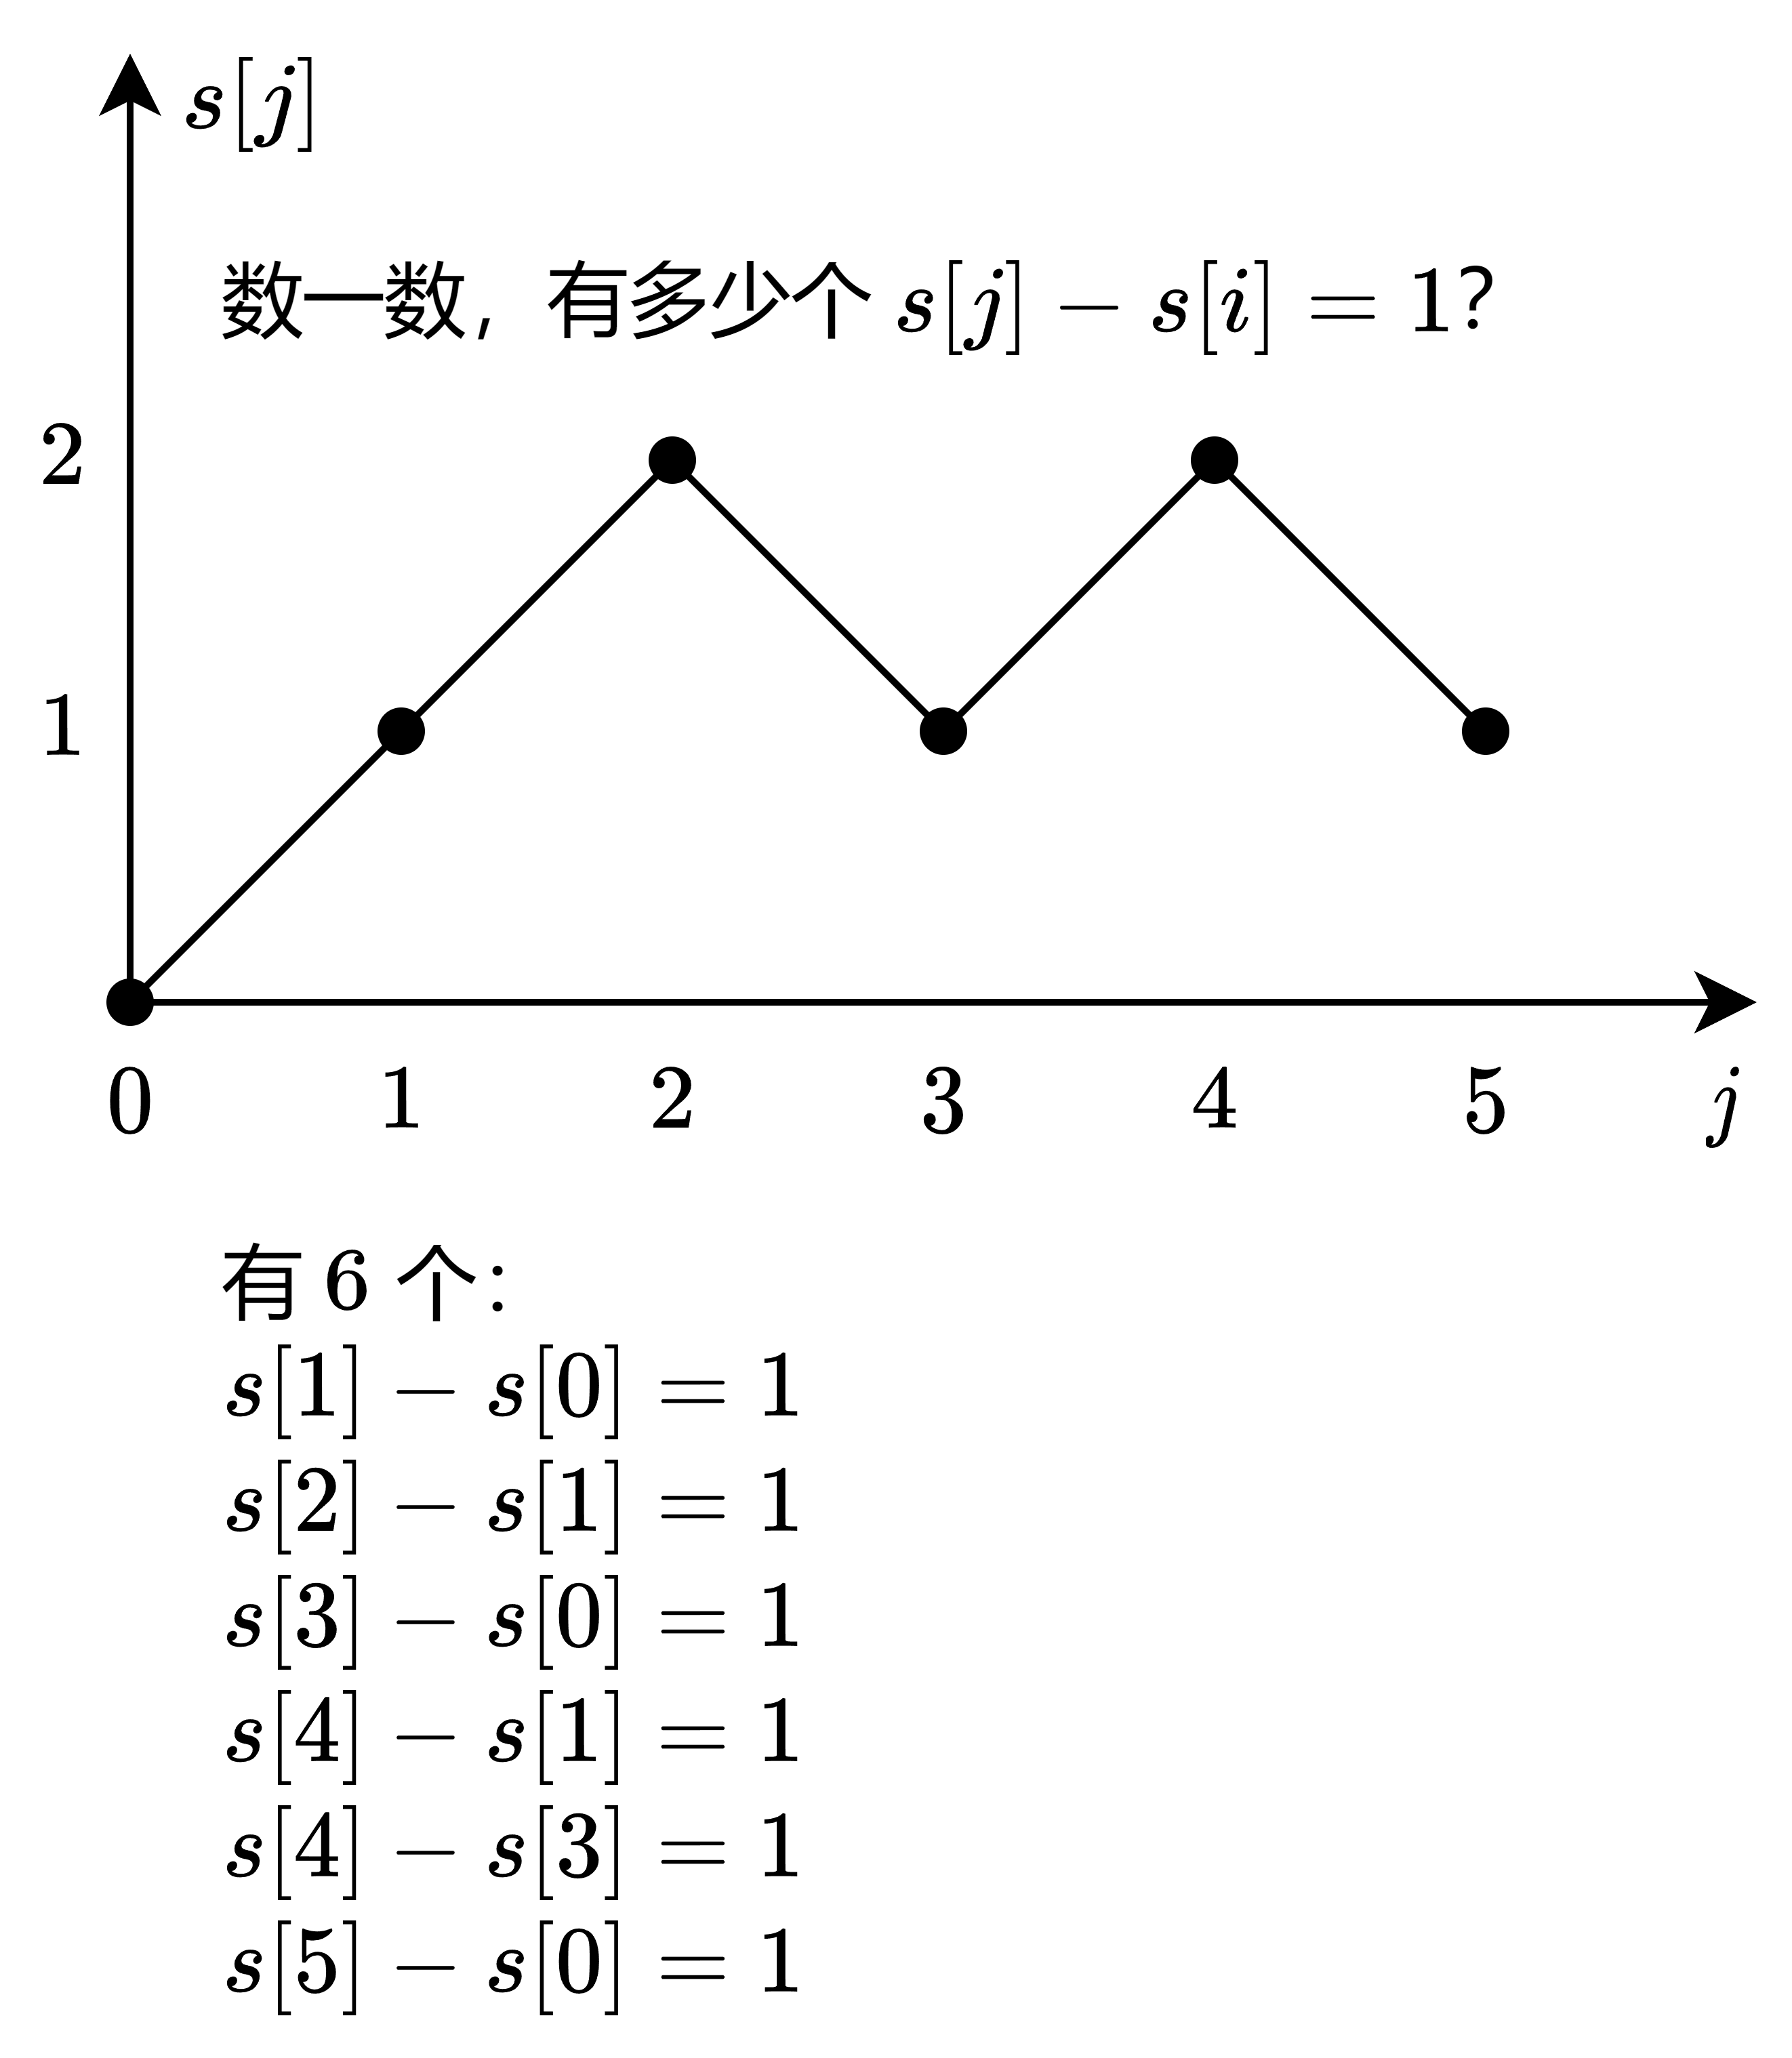 s[j]
数一数，有多少个 s[j] − s[i] = 1？
2
1
0 1 2 3 4 5 j
有 6 个：
s[1] − s[0] = 1
s[2] − s[1] = 1
s[3] − s[0] = 1
s[4] − s[1] = 1
s[4] − s[3] = 1
s[5] − s[0] = 1